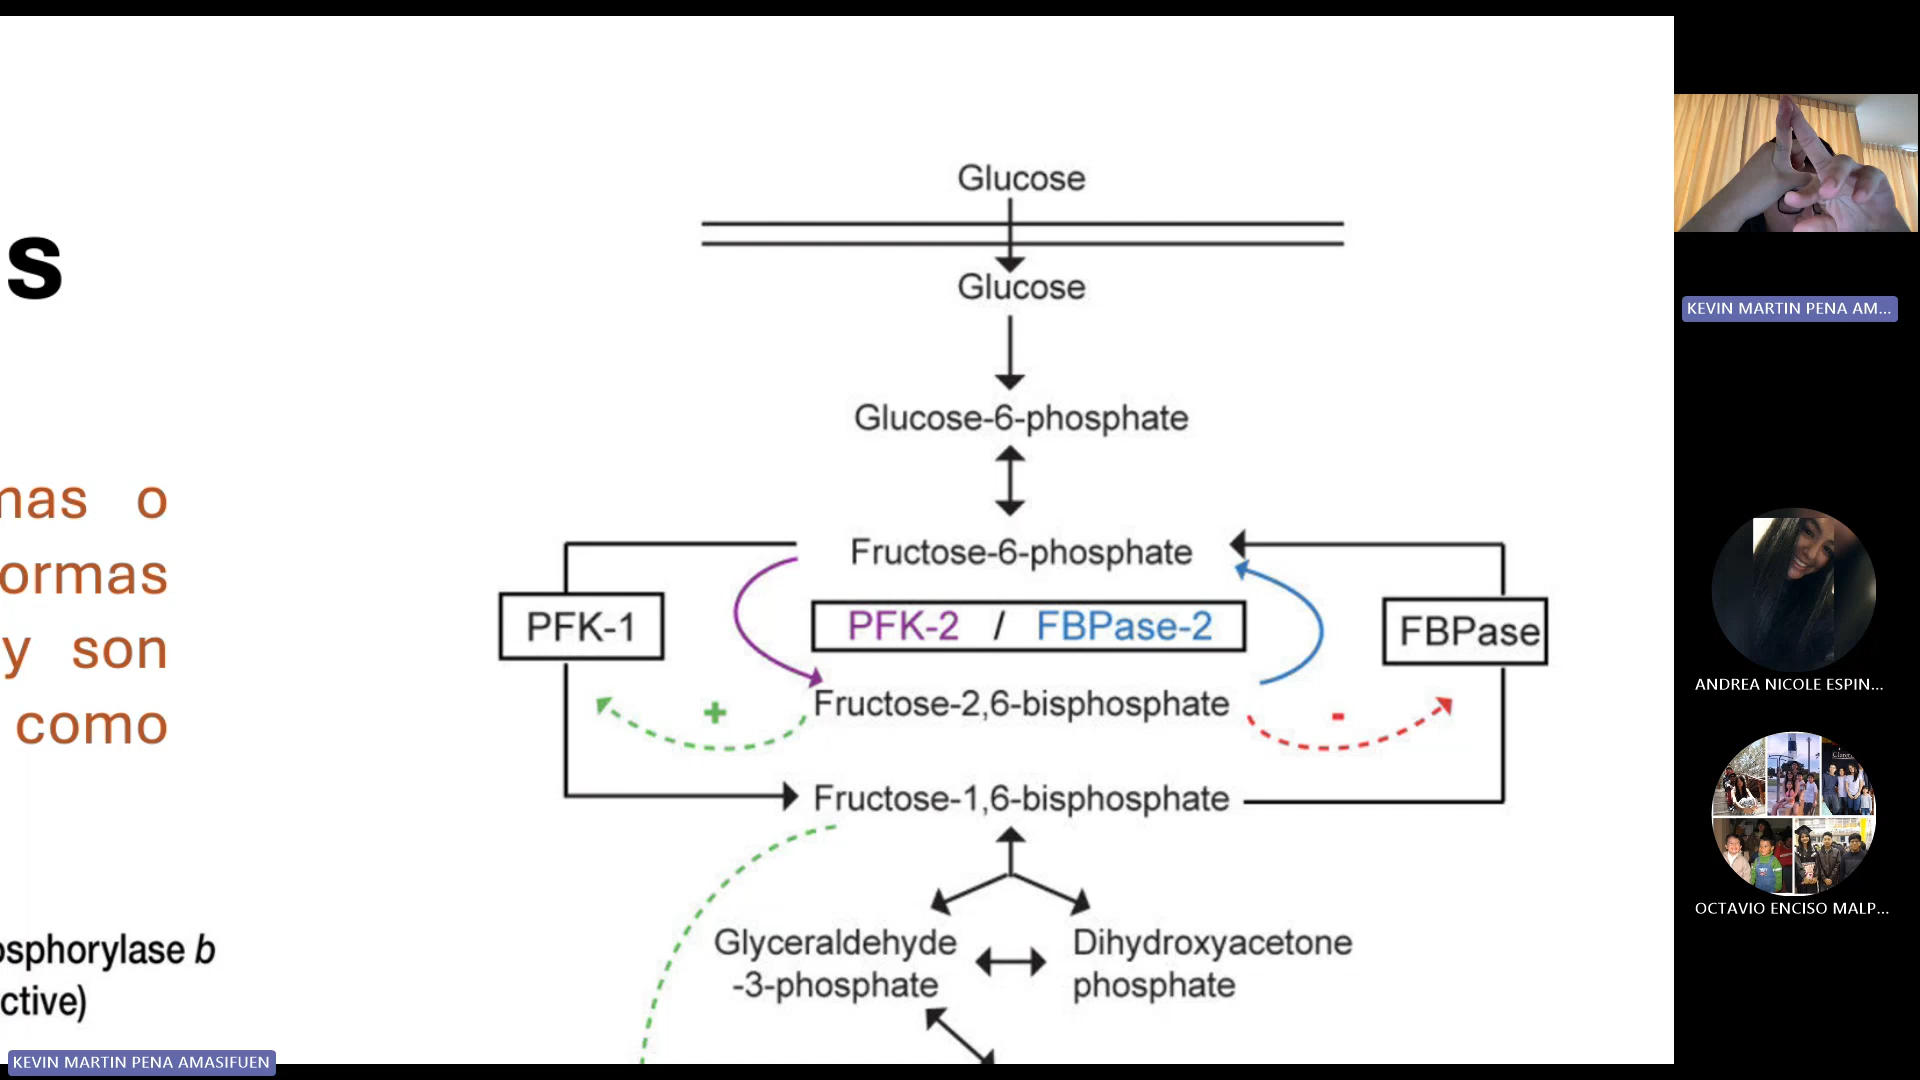 s
mas o
ormas
y son
como
osphorylase b
ctive)
Glucose
Glucose
Glucose-6-phosphate
Fructose-6-phosphate
PFK-1
PFK-2 / FBPase-2
FBPase
+
Fructose-2,6-bisphosphate
-
Fructose-1,6-bisphosphate
Glyceraldehyde
-3-phosphate
Dihydroxyacetone
phosphate
KEVIN MARTIN PENA AMASIFUEN
KEVIN MARTIN PENA AM...
ANDREA NICOLE ESPIN...
OCTAVIO ENCISO MALP...